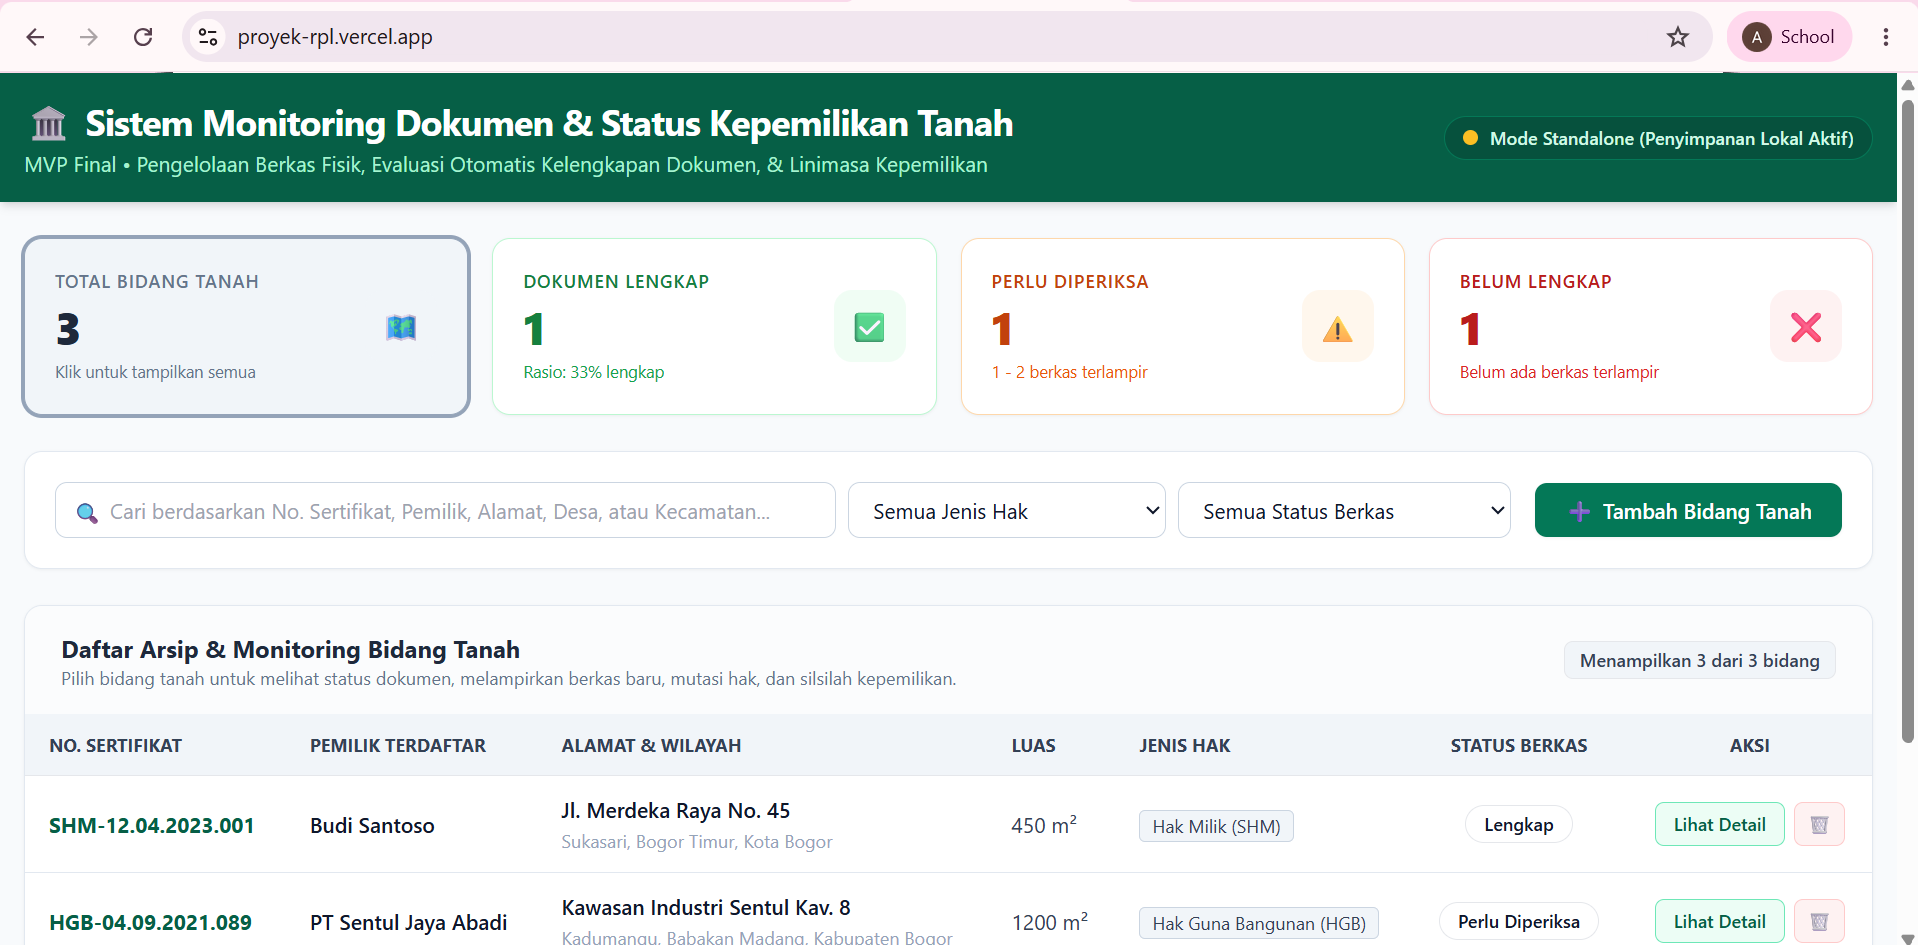 proyek-rpl.vercel.app
A School
Sistem Monitoring Dokumen & Status Kepemilikan Tanah
MVP Final • Pengelolaan Berkas Fisik, Evaluasi Otomatis Kelengkapan Dokumen, & Linimasa Kepemilikan
Mode Standalone (Penyimpanan Lokal Aktif)
TOTAL BIDANG TANAH
3
Klik untuk tampilkan semua
DOKUMEN LENGKAP
1
Rasio: 33% lengkap
PERLU DIPERIKSA
1
1 - 2 berkas terlampir
BELUM LENGKAP
1
Belum ada berkas terlampir
Cari berdasarkan No. Sertifikat, Pemilik, Alamat, Desa, atau Kecamatan...
Semua Jenis Hak
Semua Status Berkas
Tambah Bidang Tanah
Daftar Arsip & Monitoring Bidang Tanah
Pilih bidang tanah untuk melihat status dokumen, melampirkan berkas baru, mutasi hak, dan silsilah kepemilikan.
Menampilkan 3 dari 3 bidang
NO. SERTIFIKAT PEMILIK TERDAFTAR ALAMAT & WILAYAH LUAS JENIS HAK STATUS BERKAS AKSI
SHM-12.04.2023.001 Budi Santoso Jl. Merdeka Raya No. 45 450 m² Hak Milik (SHM) Lengkap Lihat Detail
Sukasari, Bogor Timur, Kota Bogor
HGB-04.09.2021.089 PT Sentul Jaya Abadi Kawasan Industri Sentul Kav. 8 1200 m² Hak Guna Bangunan (HGB) Perlu Diperiksa Lihat Detail
Kadumangu, Babakan Madang, Kabupaten Bogor